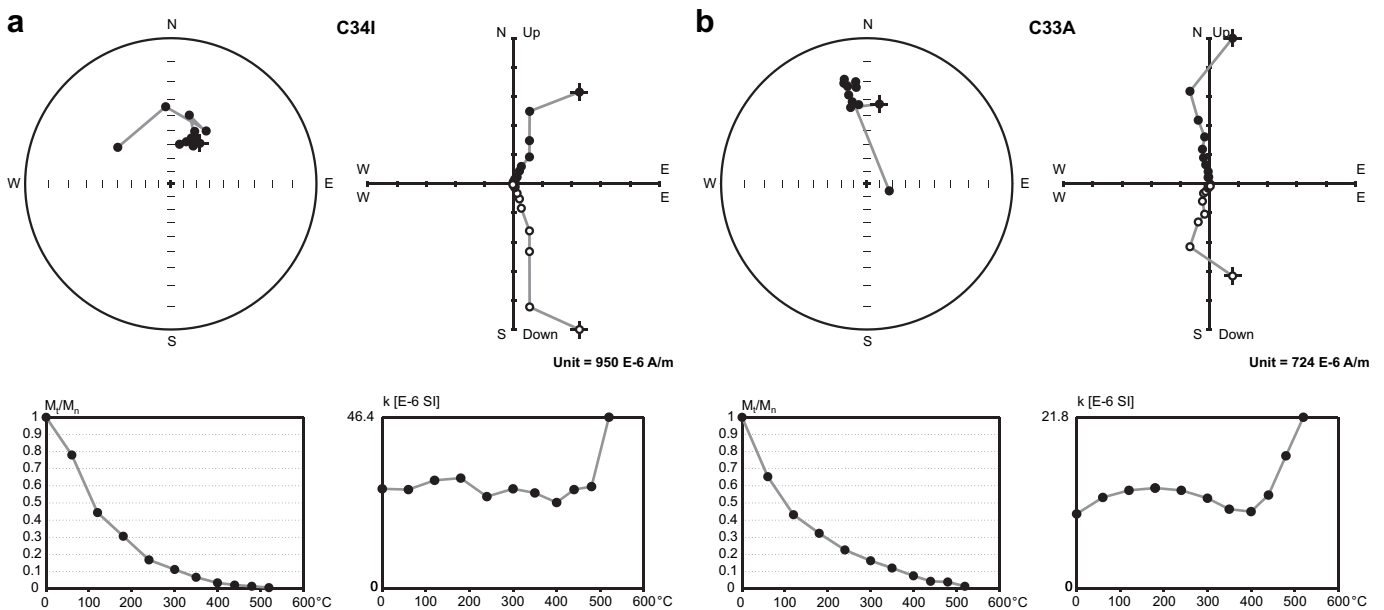 a
N
W
E
S
C34I
N Up
W
E
W
E
S Down
Unit = 950 E-6 A/m
b
N
W
E
S
C33A
N Up
W
E
W
E
S Down
Unit = 724 E-6 A/m
Mt/Mn
1
0.9
0.8
0.7
0.6
0.5
0.4
0.3
0.2
0.1
0
0 100 200 300 400 500 600°C
k [E-6 SI]
46.4
0
0 100 200 300 400 500 600°C
Mt/Mn
1
0.9
0.8
0.7
0.6
0.5
0.4
0.3
0.2
0.1
0
0 100 200 300 400 500 600°C
k [E-6 SI]
21.8
0
0 100 200 300 400 500 600°C